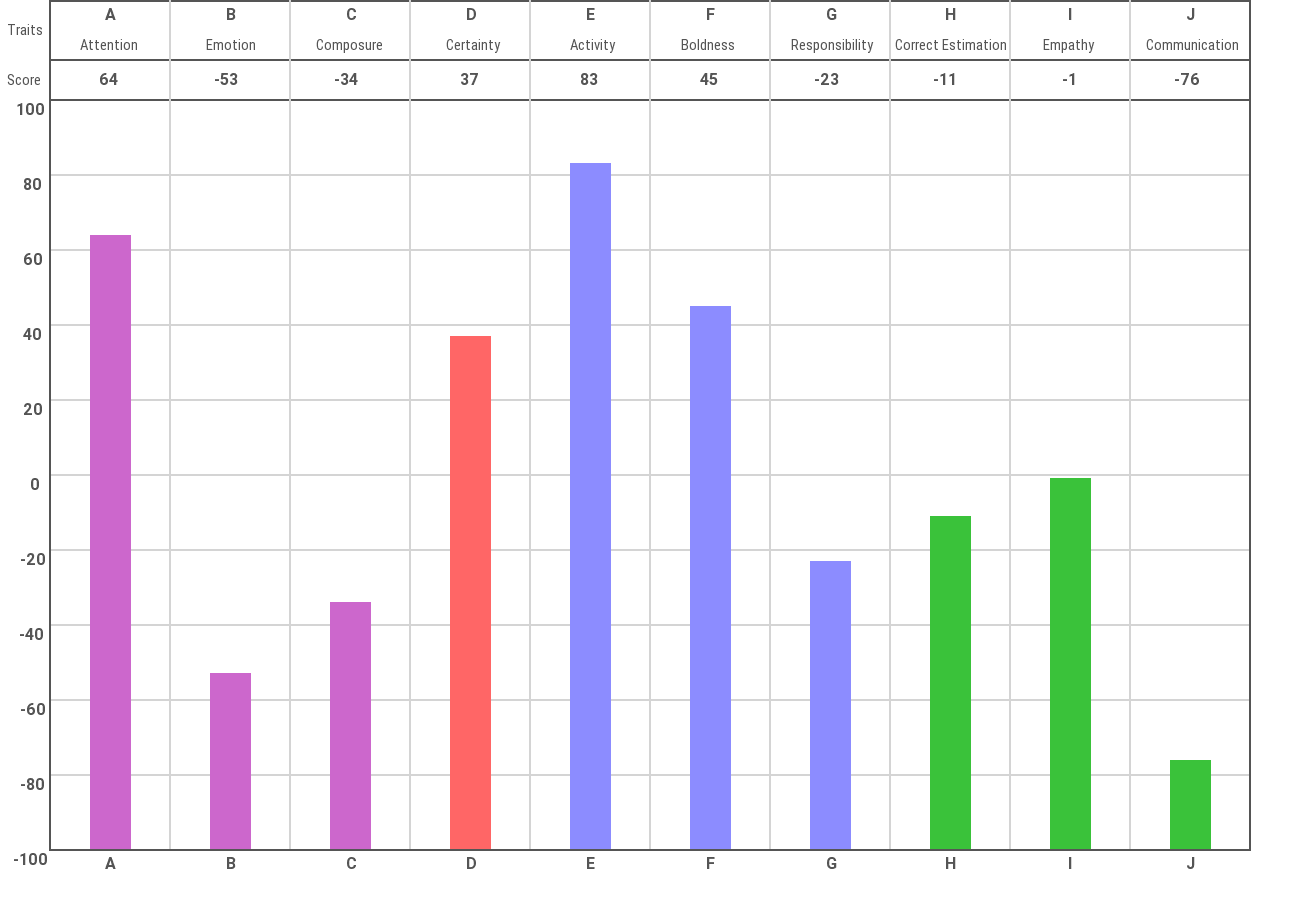 A B C D E F G H I J
Traits
Attention Emotion Composure Certainty Activity Boldness Responsibility Correct Estimation Empathy Communication
Score 64 -53 -34 37 83 45 -23 -11 -1 -76
100
80
60
40
20
0
-20
-40
-60
-80
-100
A B C D E F G H I J